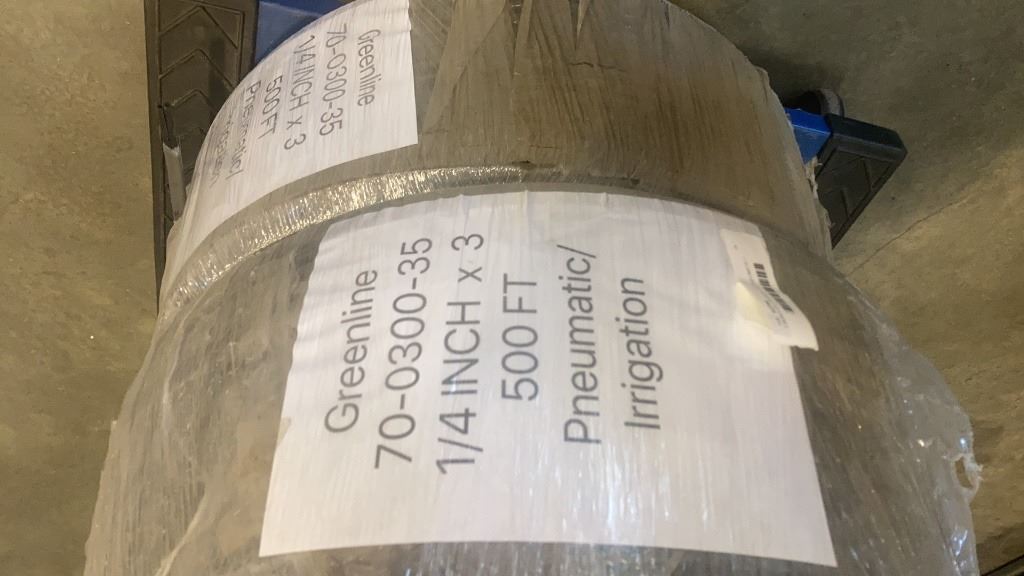 Greenline
70-0300-35
1/4 INCH x 3
500 FT
Pneumatic/
Irrigation
Greenline
70-0300-35
1/4 INCH X 3
500 FT